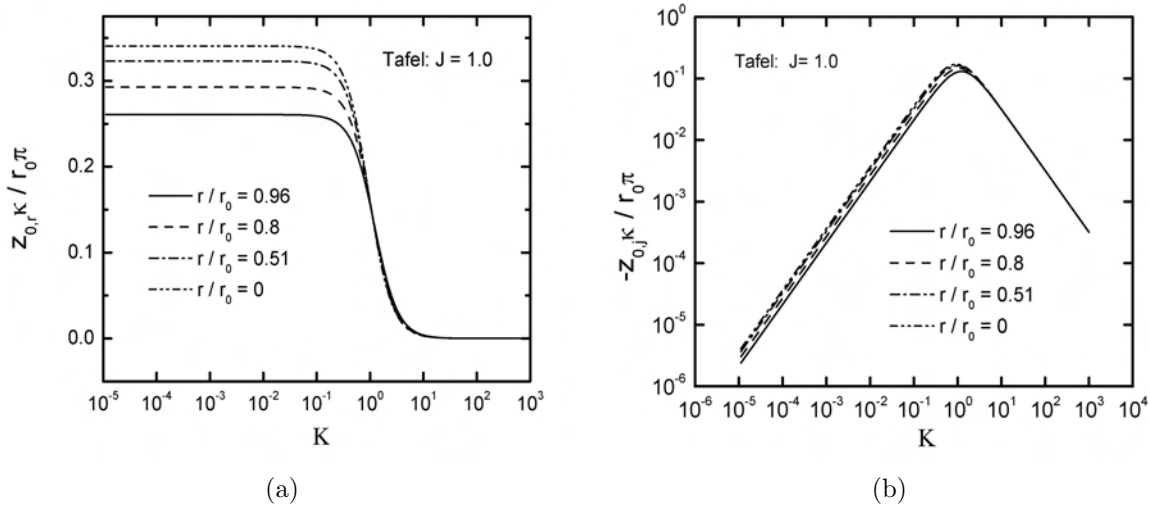 Tafel: J = 1.0
0.3
0.2
0.1
0.0
z₀,ᵣ κ / r₀π
r / r₀ = 0.96
r / r₀ = 0.8
r / r₀ = 0.51
r / r₀ = 0
10⁻⁵ 10⁻⁴ 10⁻³ 10⁻² 10⁻¹ 10⁰ 10¹ 10² 10³
K
(a)
Tafel: J= 1.0
10⁰
10⁻¹
10⁻²
10⁻³
10⁻⁴
10⁻⁵
10⁻⁶
-z₀,ⱼκ / r₀π
r / r₀ = 0.96
r / r₀ = 0.8
r / r₀ = 0.51
r / r₀ = 0
10⁻⁶ 10⁻⁵ 10⁻⁴ 10⁻³ 10⁻² 10⁻¹ 10⁰ 10¹ 10² 10³ 10⁴
K
(b)